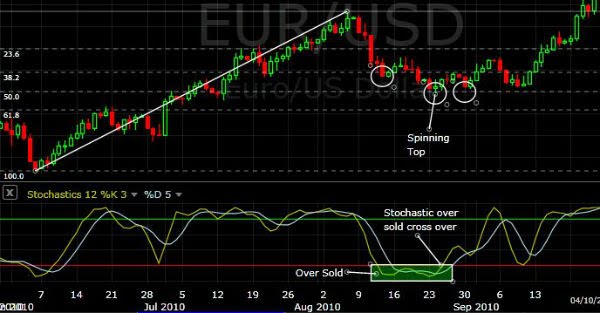 EUR/USD
Euro/US Dollar
23.6
38.2
50.0
61.8
100.0
Spinning
Top
X Stochastics 12 %K 3 %D 5
Stochastic over
sold cross over
Over Sold
7 14 21 28 7 12 19 26 9 16 23 30 6 13
2010 Jul 2010 Aug 2010 Sep 2010 04/10/2